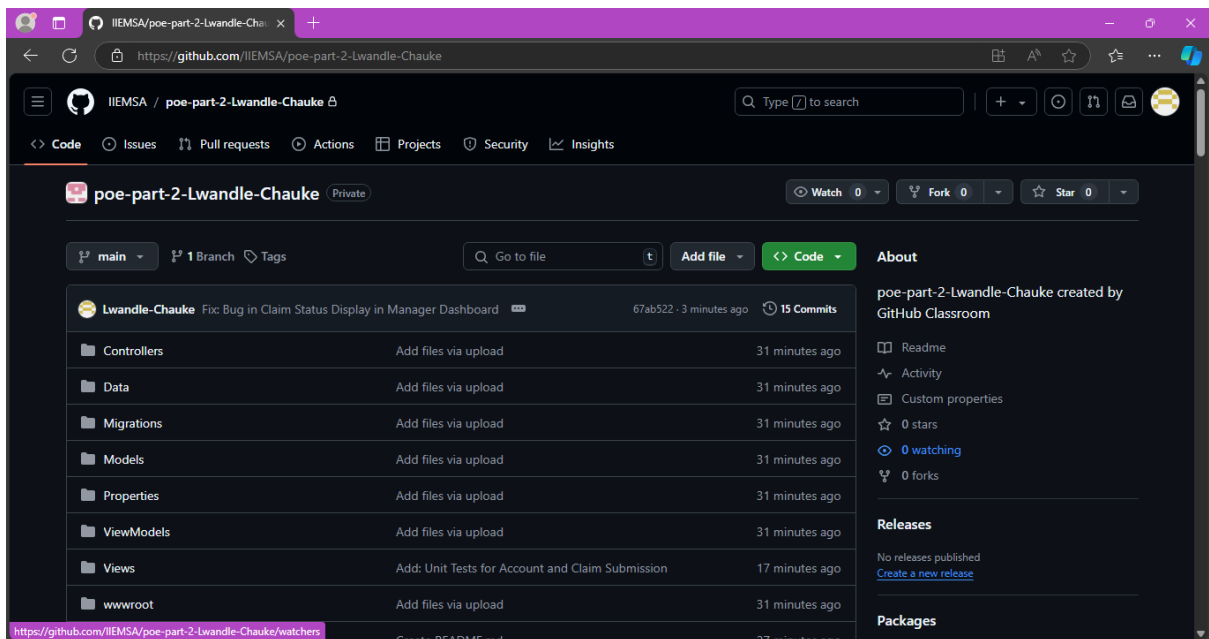 IIEMSA/poe-part-2-Lwandle-Chau
https://github.com/IIEMSA/poe-part-2-Lwandle-Chauke
IIEMSA / poe-part-2-Lwandle-Chauke
Type / to search
Code Issues Pull requests Actions Projects Security Insights
poe-part-2-Lwandle-Chauke Private
Watch 0 Fork 0 Star 0
main 1 Branch Tags Go to file t Add file Code
About
poe-part-2-Lwandle-Chauke created by
GitHub Classroom
Lwandle-Chauke Fix: Bug in Claim Status Display in Manager Dashboard 67ab522 · 3 minutes ago 15 Commits
Controllers Add files via upload 31 minutes ago
Data Add files via upload 31 minutes ago
Migrations Add files via upload 31 minutes ago
Models Add files via upload 31 minutes ago
Properties Add files via upload 31 minutes ago
ViewModels Add files via upload 31 minutes ago
Views Add: Unit Tests for Account and Claim Submission 17 minutes ago
wwwroot Add files via upload 31 minutes ago
Readme
Activity
Custom properties
0 stars
0 watching
0 forks
Releases
No releases published
Create a new release
Packages
https://github.com/IIEMSA/poe-part-2-Lwandle-Chauke/watchers